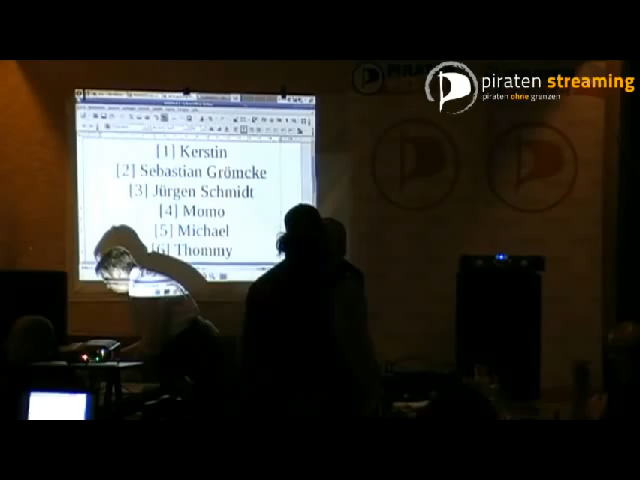 piraten streaming
piraten ohne grenzen
PIRATEN
[1] Kerstin
[2] Sebastian Grömcke
[3] Jürgen Schmidt
[4] Momo
[5] Michael
[6] Thommy